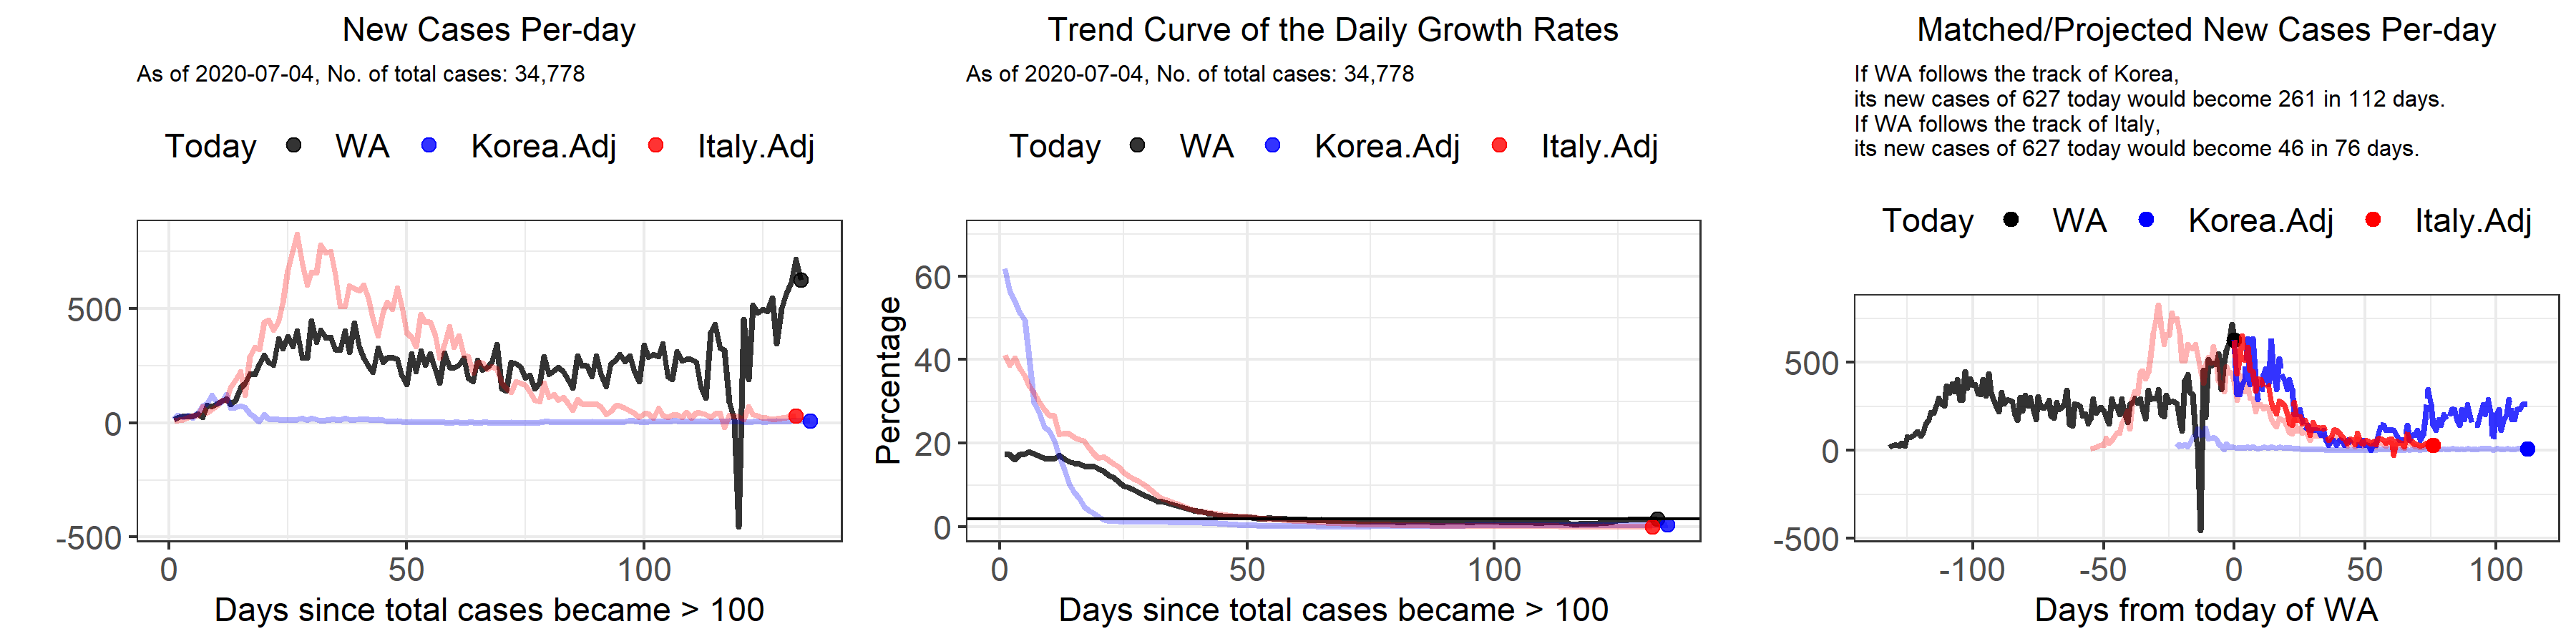 New Cases Per-day
As of 2020-07-04, No. of total cases: 34,778
Today WA Korea.Adj Italy.Adj
500
0
-500
0 50 100
Days since total cases became > 100
Trend Curve of the Daily Growth Rates
As of 2020-07-04, No. of total cases: 34,778
Today WA Korea.Adj Italy.Adj
Percentage
60
40
20
0
0 50 100
Days since total cases became > 100
Matched/Projected New Cases Per-day
If WA follows the track of Korea,
its new cases of 627 today would become 261 in 112 days.
If WA follows the track of Italy,
its new cases of 627 today would become 46 in 76 days.
Today WA Korea.Adj Italy.Adj
500
0
-500
-100 -50 0 50 100
Days from today of WA